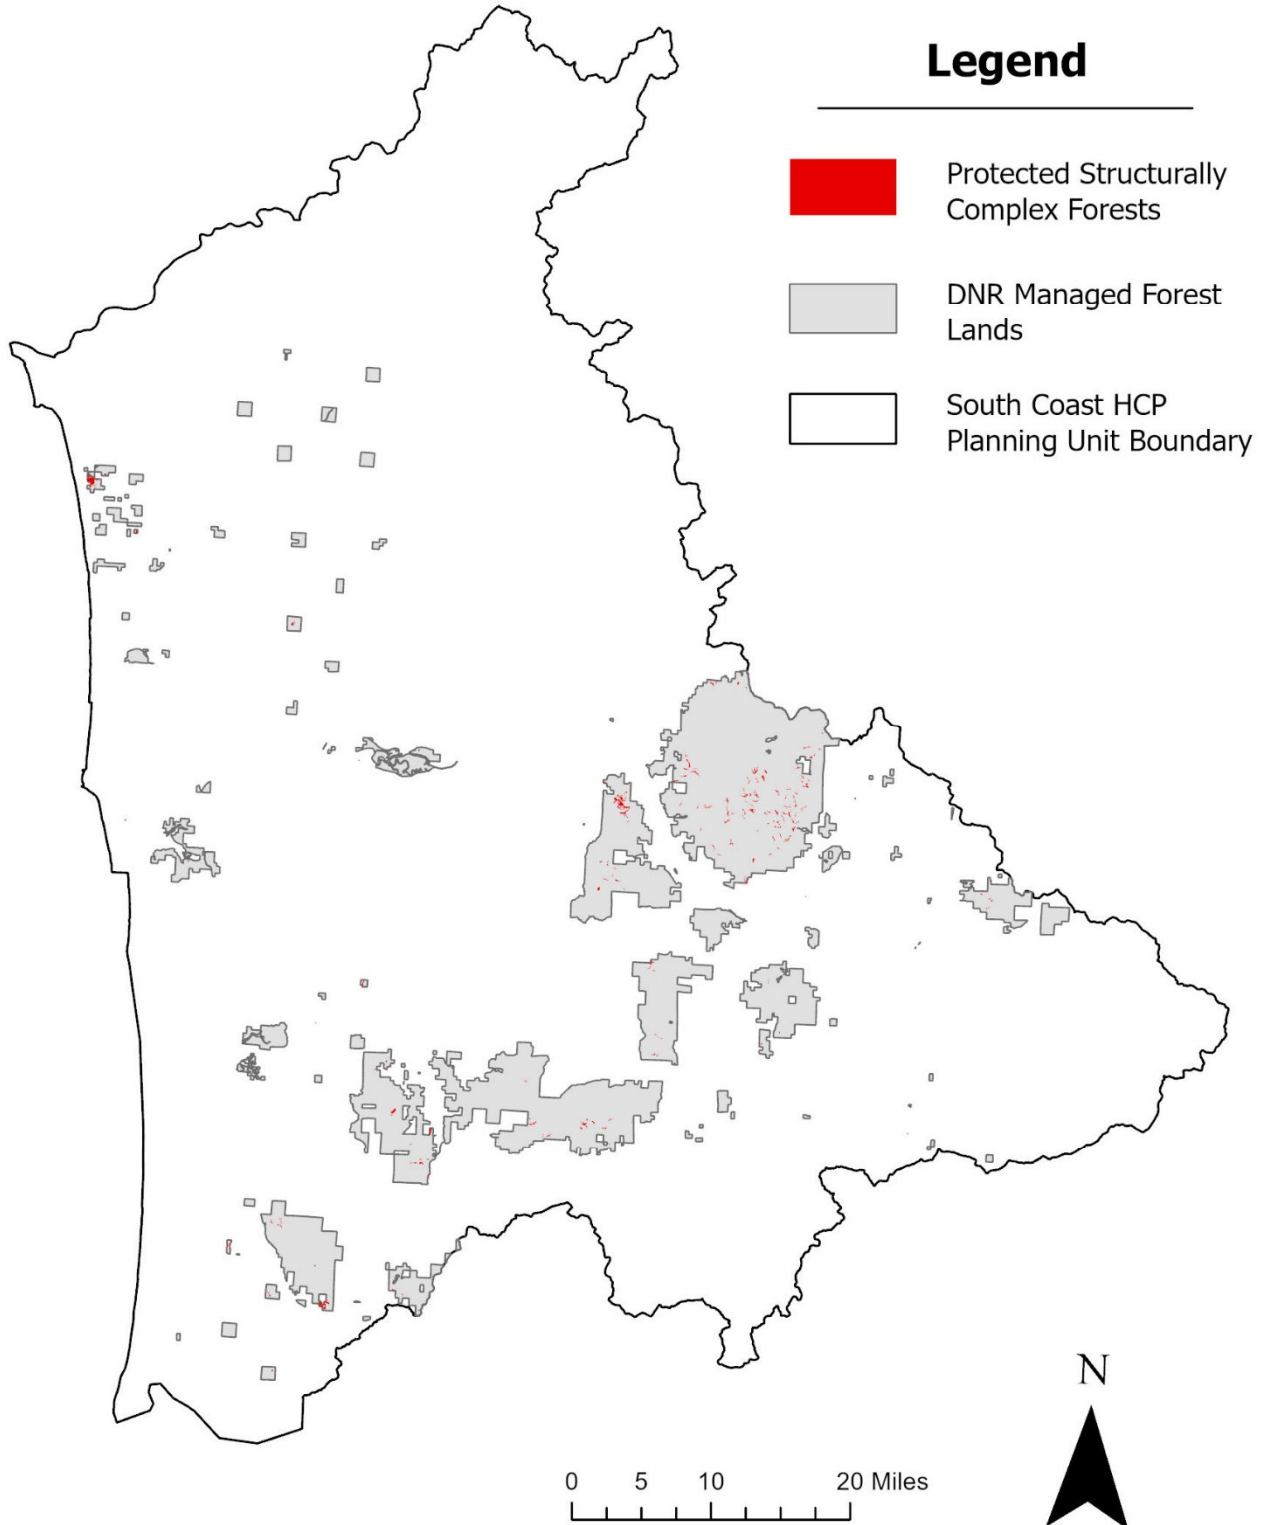 Legend
Protected Structurally
Complex Forests
DNR Managed Forest
Lands
South Coast HCP
Planning Unit Boundary
N
0 5 10 20 Miles